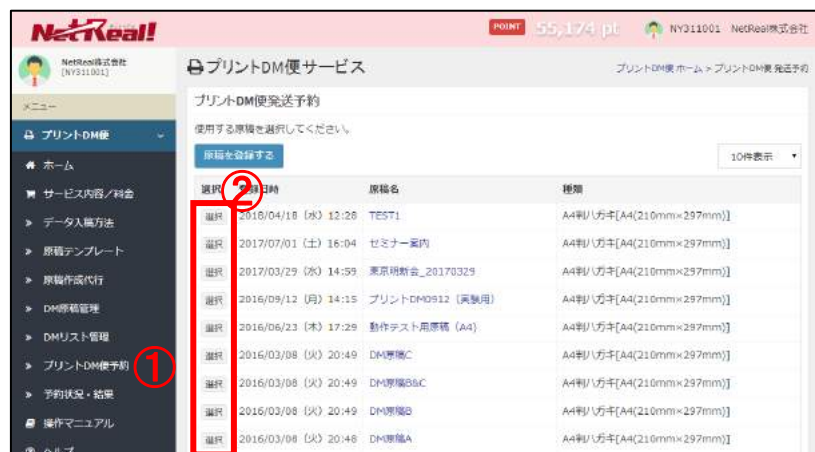 NetReal!
POINT 55,174 pt NY311001 NetReal株式会社
NetReal株式会社
[NY311001]
プリントDM便サービス
プリントDM便 ホーム > プリントDM便 発送予約
メニュー
プリントDM便
ホーム
サービス内容/料金
データ入稿方法
原稿テンプレート
原稿作成代行
DM原稿管理
DMリスト管理
プリントDM便予約
①
予約状況・結果
操作マニュアル
ヘルプ
プリントDM便発送予約
使用する原稿を選択してください。
原稿を登録する
10件表示
②
選択 登録日時 原稿名 種類
選択 2018/04/18 (水) 12:28 TEST1 A4判ハガキ[A4(210mm×297mm)]
選択 2017/07/01 (土) 16:04 セミナー案内 A4判ハガキ[A4(210mm×297mm)]
選択 2017/03/29 (水) 14:59 東京明新会_20170329 A4判ハガキ[A4(210mm×297mm)]
選択 2016/09/12 (月) 14:15 プリントDM0912 (実験用) A4判ハガキ[A4(210mm×297mm)]
選択 2016/06/23 (木) 17:29 動作テスト用原稿 (A4) A4判ハガキ[A4(210mm×297mm)]
選択 2016/03/08 (火) 20:49 DM原稿C A4判ハガキ[A4(210mm×297mm)]
選択 2016/03/08 (火) 20:49 DM原稿B&C A4判ハガキ[A4(210mm×297mm)]
選択 2016/03/08 (火) 20:49 DM原稿B A4判ハガキ[A4(210mm×297mm)]
選択 2016/03/08 (火) 20:48 DM原稿A A4判ハガキ[A4(210mm×297mm)]